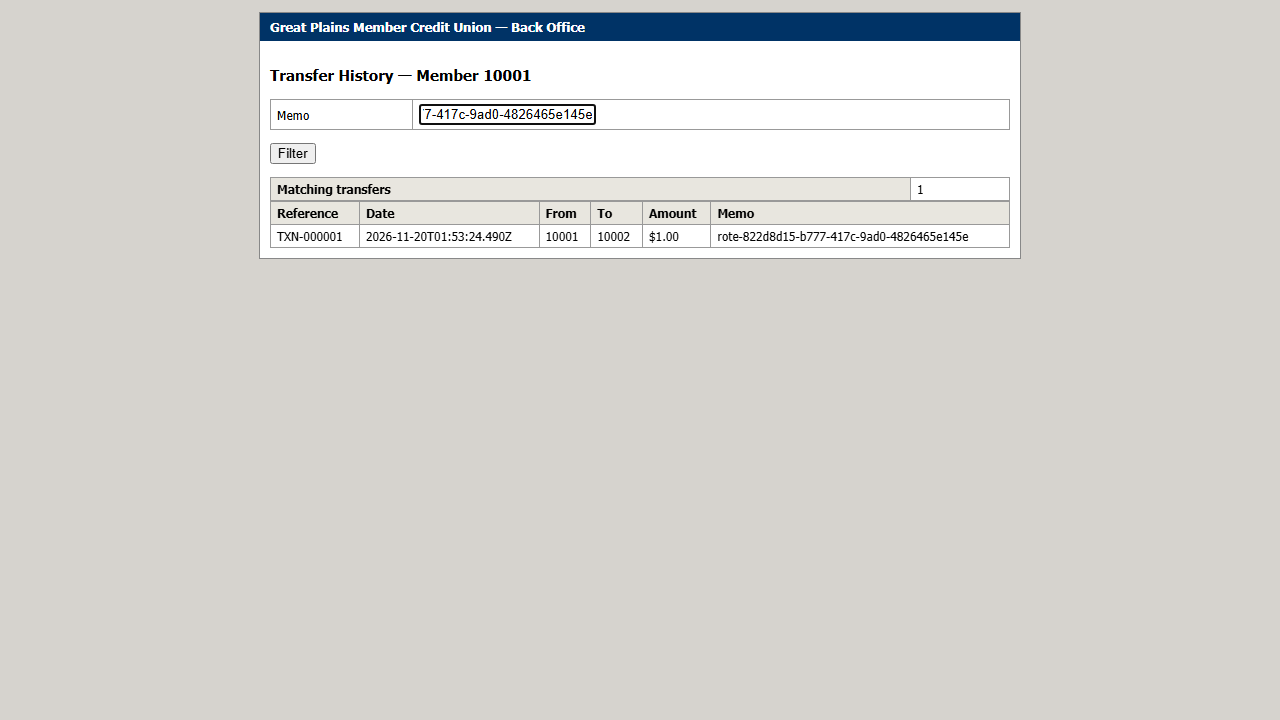 Great Plains Member Credit Union — Back Office
Transfer History — Member 10001
Memo 7-417c-9ad0-4826465e145e
Filter
Matching transfers 1
Reference Date From To Amount Memo
TXN-000001 2026-11-20T01:53:24.490Z 10001 10002 $1.00 rote-822d8d15-b777-417c-9ad0-4826465e145e